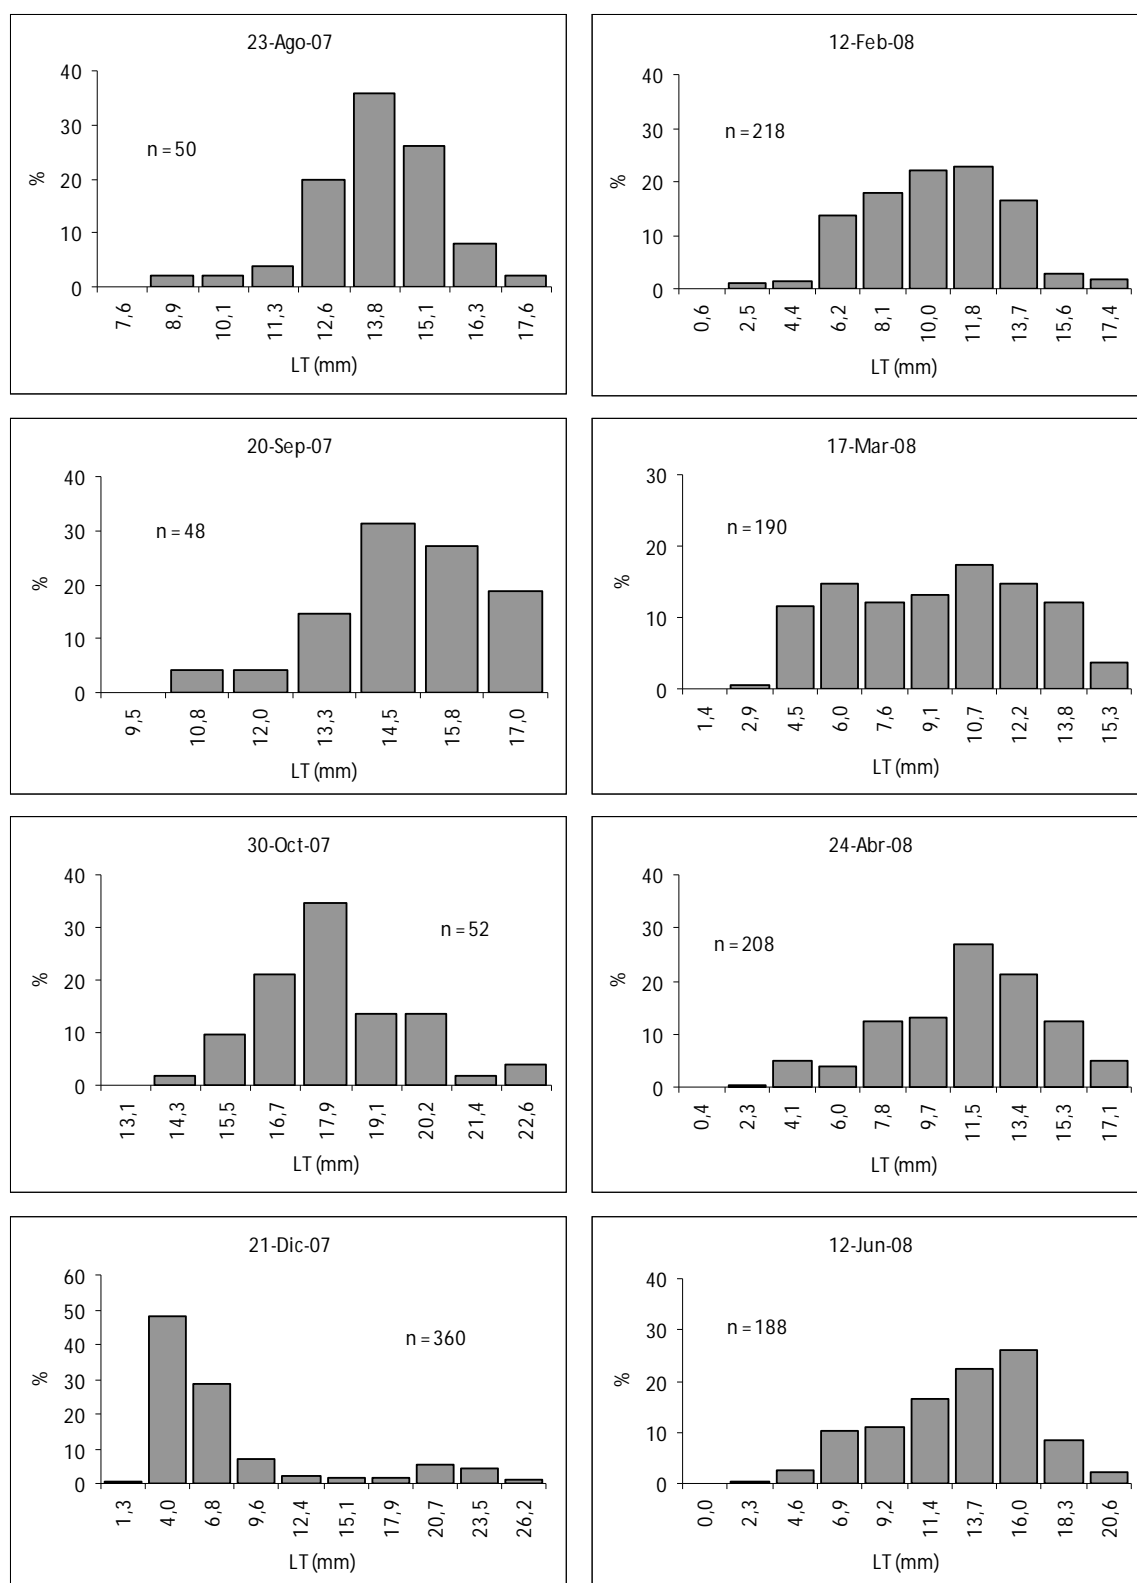 23-Ago-07
40
30
20
10
0
%
n = 50
7,6 8,9 10,1 11,3 12,6 13,8 15,1 16,3 17,6
LT (mm)
12-Feb-08
40
30
20
10
0
%
n = 218
0,6 2,5 4,4 6,2 8,1 10,0 11,8 13,7 15,6 17,4
LT (mm)
20-Sep-07
40
30
20
10
0
%
n = 48
9,5 10,8 12,0 13,3 14,5 15,8 17,0
LT (mm)
17-Mar-08
30
20
10
0
%
n = 190
1,4 2,9 4,5 6,0 7,6 9,1 10,7 12,2 13,8 15,3
LT (mm)
30-Oct-07
40
30
20
10
0
%
n = 52
13,1 14,3 15,5 16,7 17,9 19,1 20,2 21,4 22,6
LT (mm)
24-Abr-08
40
30
20
10
0
%
n = 208
0,4 2,3 4,1 6,0 7,8 9,7 11,5 13,4 15,3 17,1
LT (mm)
21-Dic-07
60
50
40
30
20
10
0
%
n = 360
1,3 4,0 6,8 9,6 12,4 15,1 17,9 20,7 23,5 26,2
LT (mm)
12-Jun-08
40
30
20
10
0
%
n = 188
0,0 2,3 4,6 6,9 9,2 11,4 13,7 16,0 18,3 20,6
LT (mm)